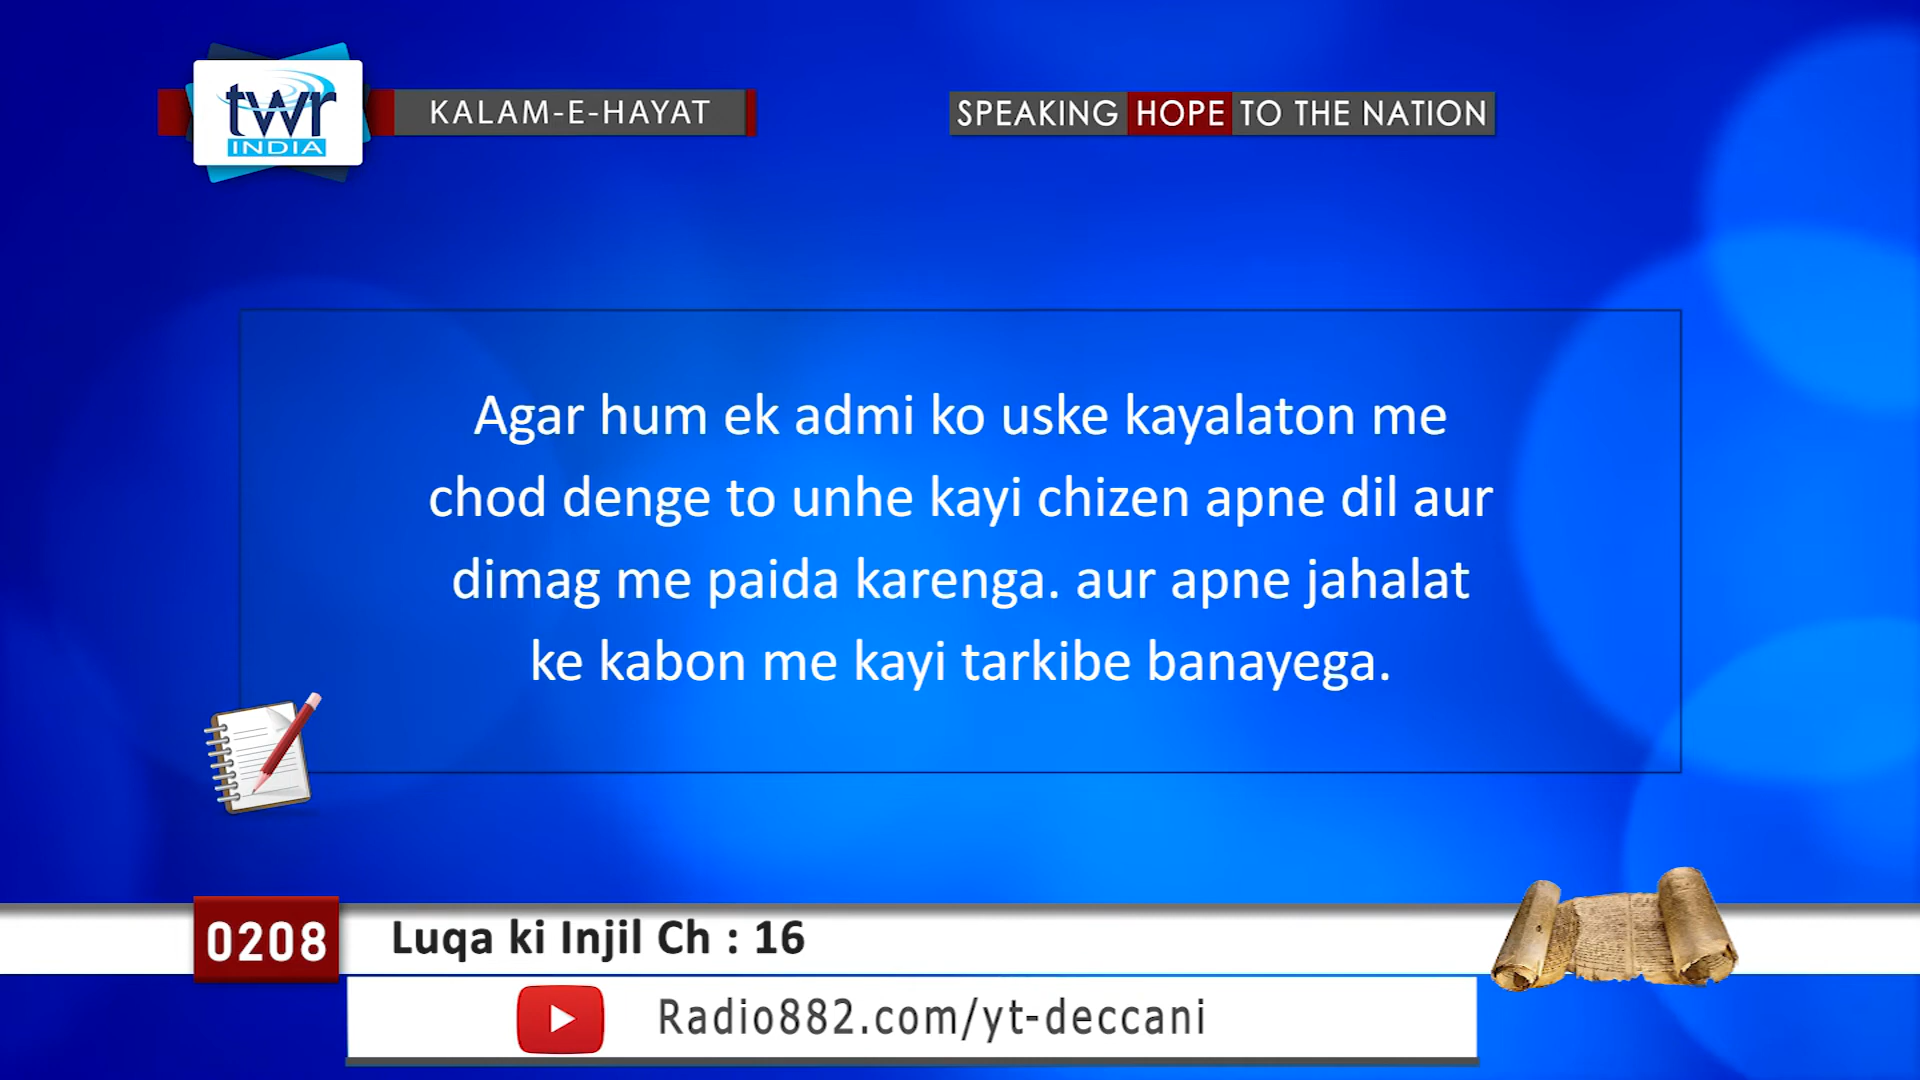 twr
INDIA
KALAM-E-HAYAT
SPEAKING HOPE TO THE NATION
Agar hum ek admi ko uske kayalaton me
chod denge to unhe kayi chizen apne dil aur
dimag me paida karenga. aur apne jahalat
ke kabon me kayi tarkibe banayega.
0208
Luqa ki Injil Ch : 16
Radio882.com/yt-deccani